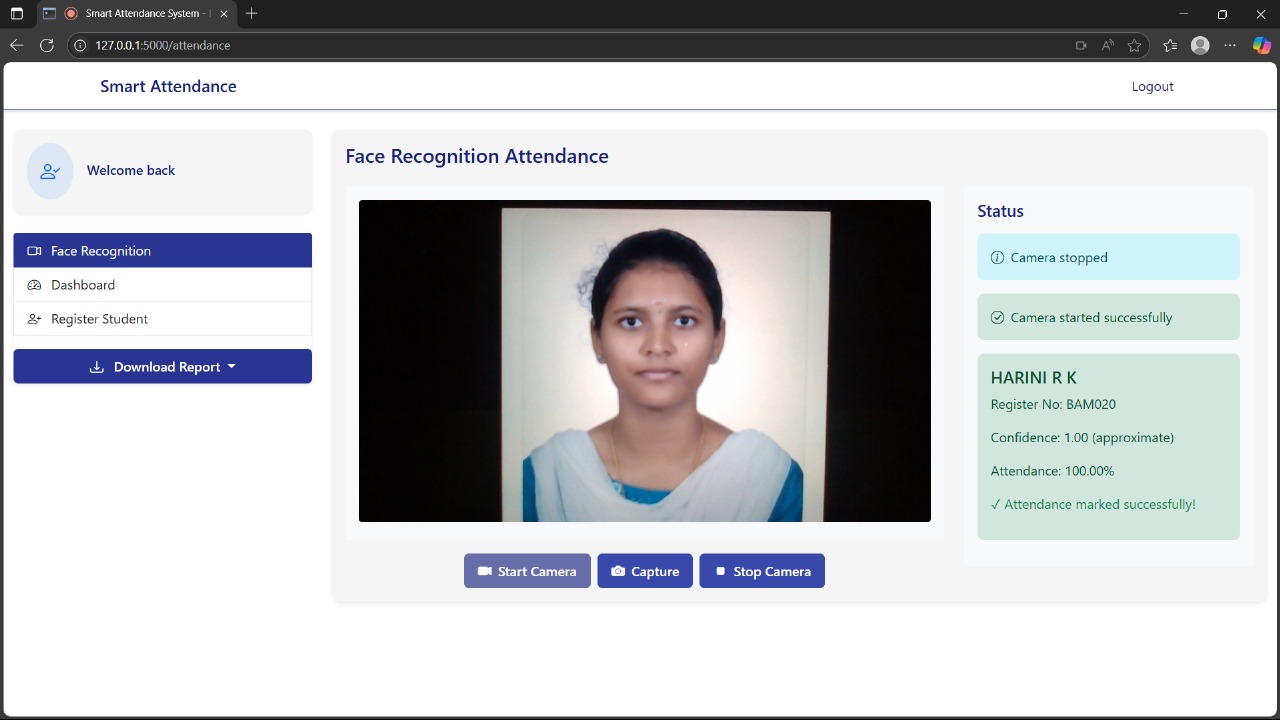 Smart Attendance System - 
127.0.0.1:5000/attendance
Smart Attendance
Logout
Welcome back
Face Recognition
Dashboard
Register Student
Download Report
Face Recognition Attendance
Start Camera
Capture
Stop Camera
Status
Camera stopped
Camera started successfully
HARINI R K
Register No: BAM020
Confidence: 1.00 (approximate)
Attendance: 100.00%
✓ Attendance marked successfully!